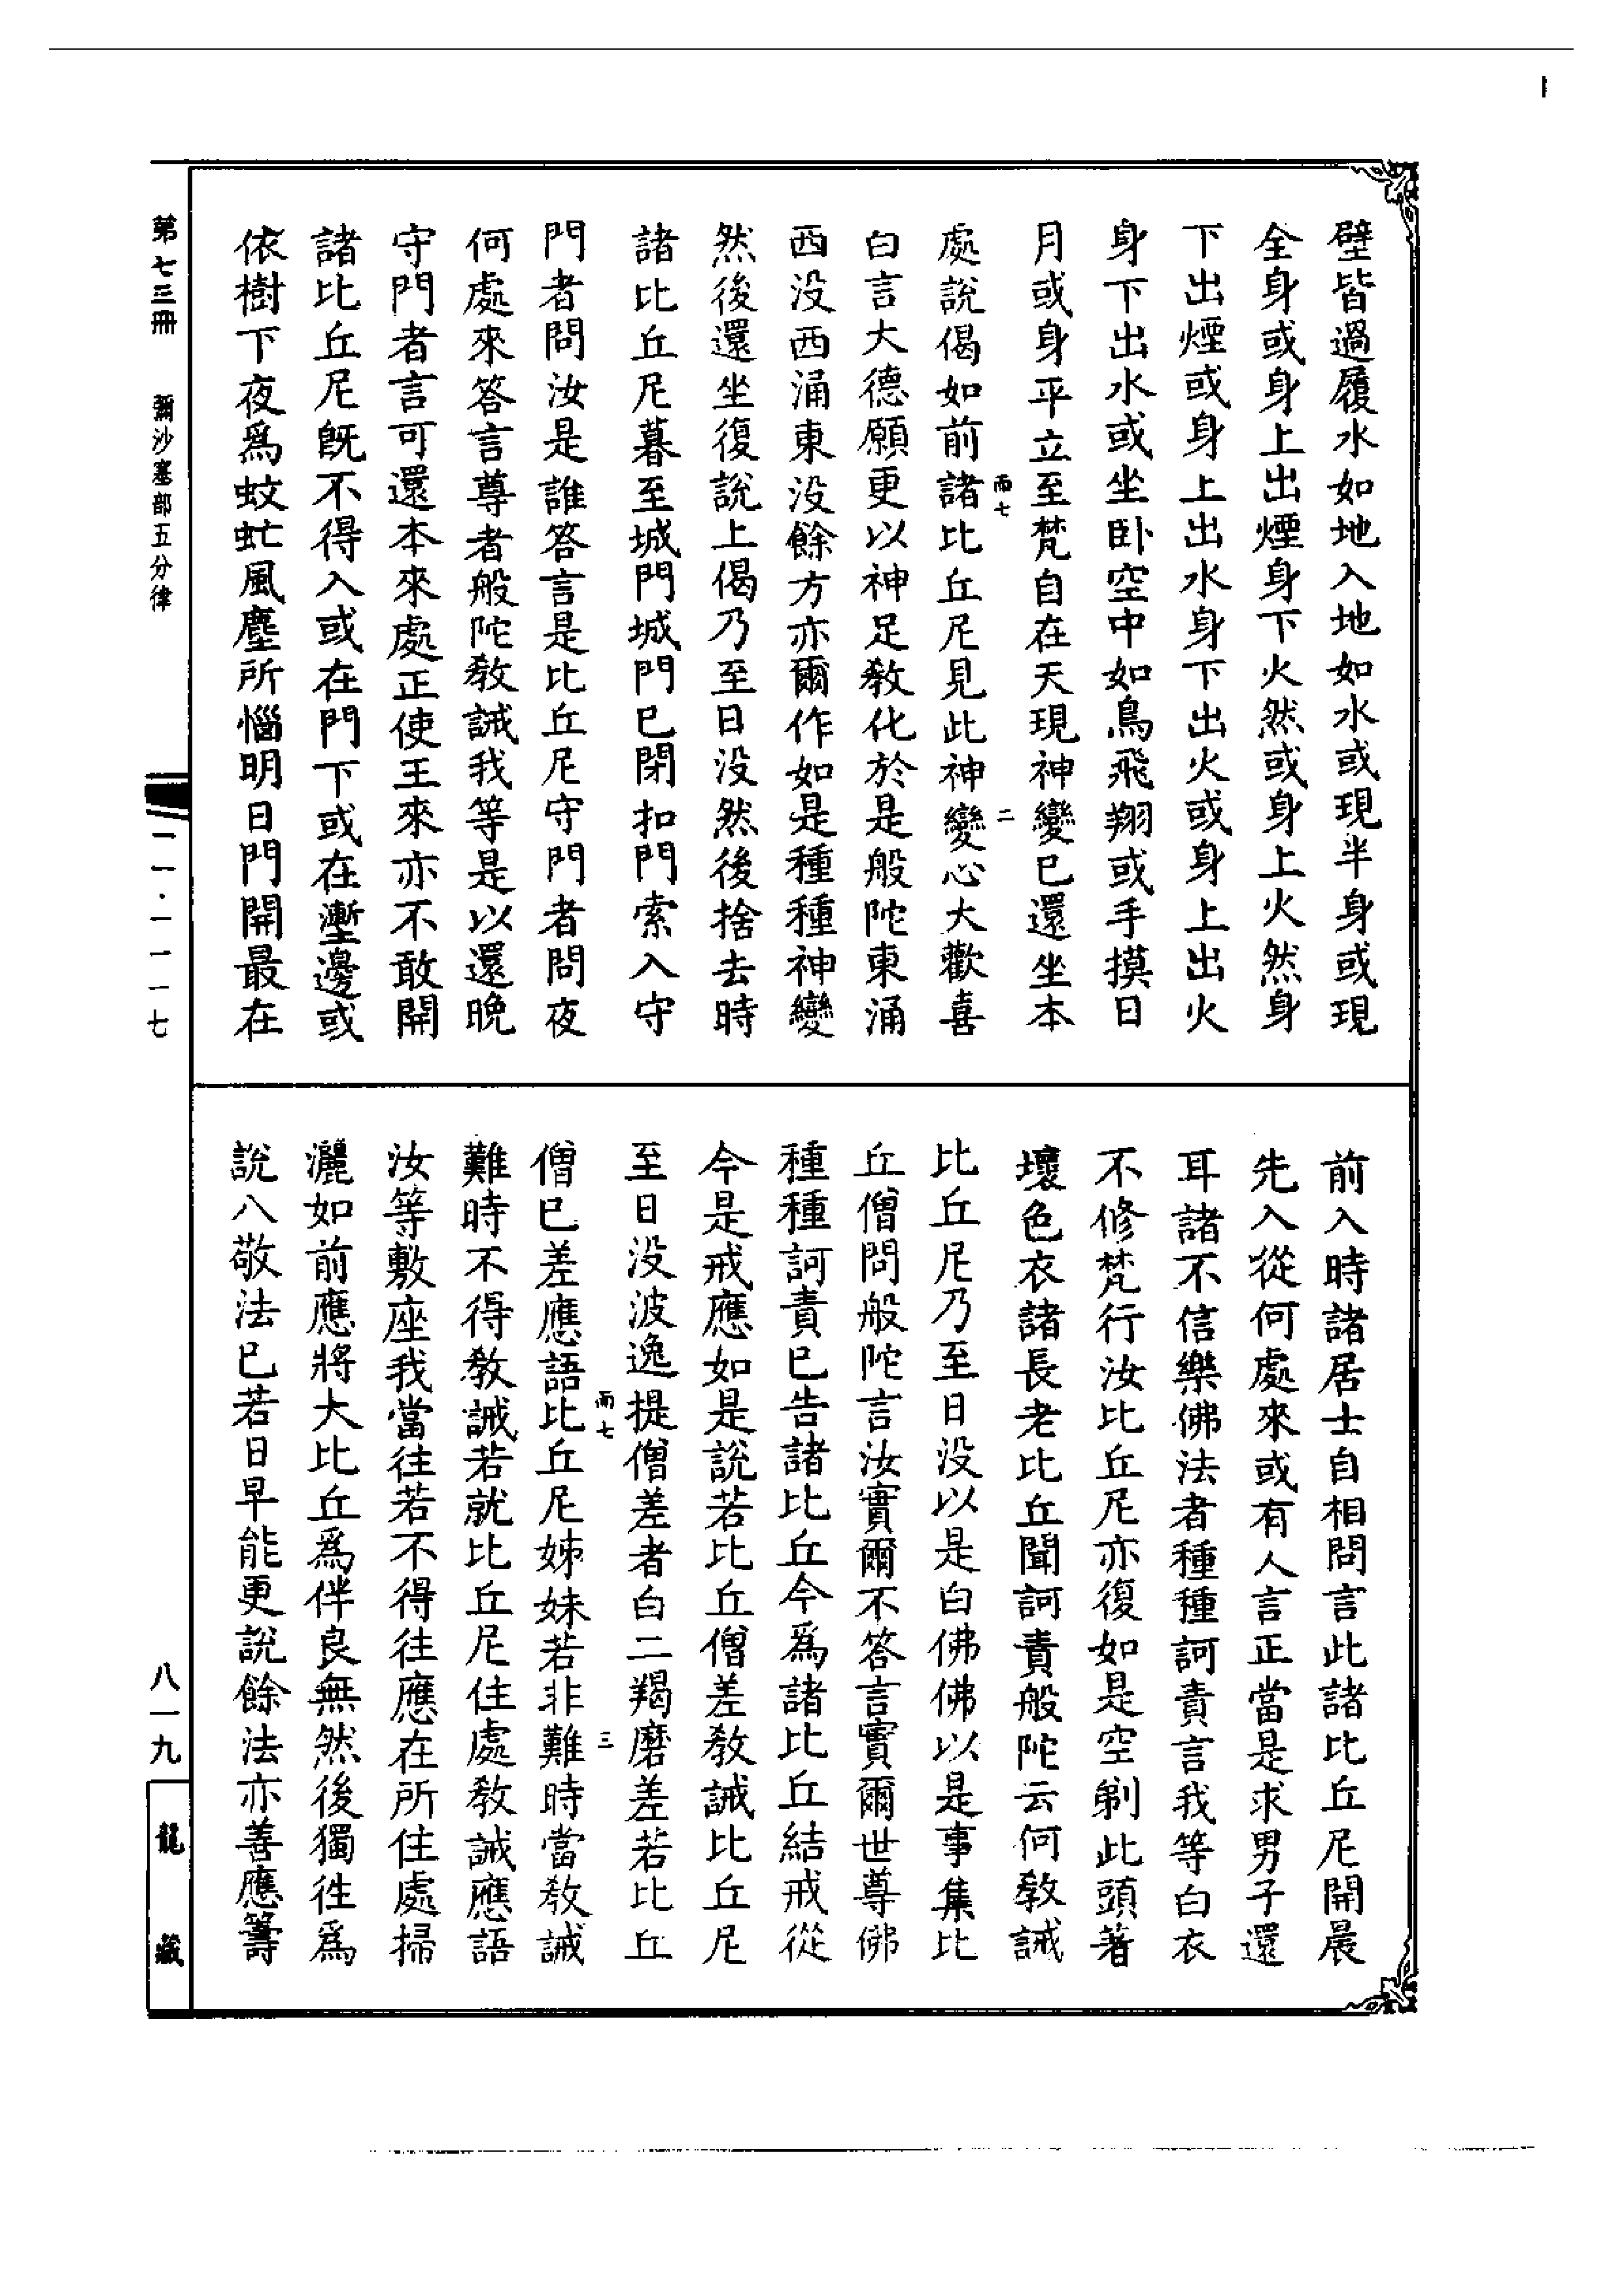 壁皆過履水如地入地如水或現半身或現
全身或身上出煙身下火然或身上火然身
下出煙或身上出水身下出火或身上出火
身下出水或坐卧空中如鳥飛翔或手摸日
月或身平立至梵自在天現神變已還坐本
雨七 二
處說偈如前諸比丘尼見此神變心大歡喜
白言大德願更以神足教化於是般陀東涌
西没西涌東没餘方亦爾作如是種種神變
然後還坐復說上偈乃至日没然後捨去時
諸比丘尼暮至城門城門已閉扣門索入守
門者問汝是誰答言是比丘尼守門者問夜
何處來答言尊者般陀教誡我等是以還晚
守門者言可還本來處正使王來亦不敢開
諸比丘尼旣不得入或在門下或在塹邊或
依樹下夜爲蚊虻風塵所惱明日門開最在
前入時諸居士自相問言此諸比丘尼開晨
先入從何處來或有人言正當是求男子還
耳諸不信樂佛法者種種訶責言我等白衣
不修梵行汝比丘尼亦復如是空剃此頭著
壞色衣諸長老比丘聞訶責般陀云何教誡
比丘尼乃至日没以是白佛佛以是事集比
丘僧問般陀言汝實爾不答言實爾世尊佛
種種訶責已告諸比丘今爲諸比丘結戒從
今是戒應如是說若比丘僧差教誡比丘尼
至日没波逸提僧差者白二羯磨差若比丘
雨七 三
僧已差應語比丘尼姊妹若非難時當教誡
難時不得教誡若就比丘尼住處教誡應語
汝等敷座我當往若不得往應在所住處掃
灑如前應將大比丘爲伴良無然後獨往爲
說八敬法已若日早能更說餘法亦善應籌
第七三冊 彌沙塞部五分律 二一·一一一七 八一九 龍藏